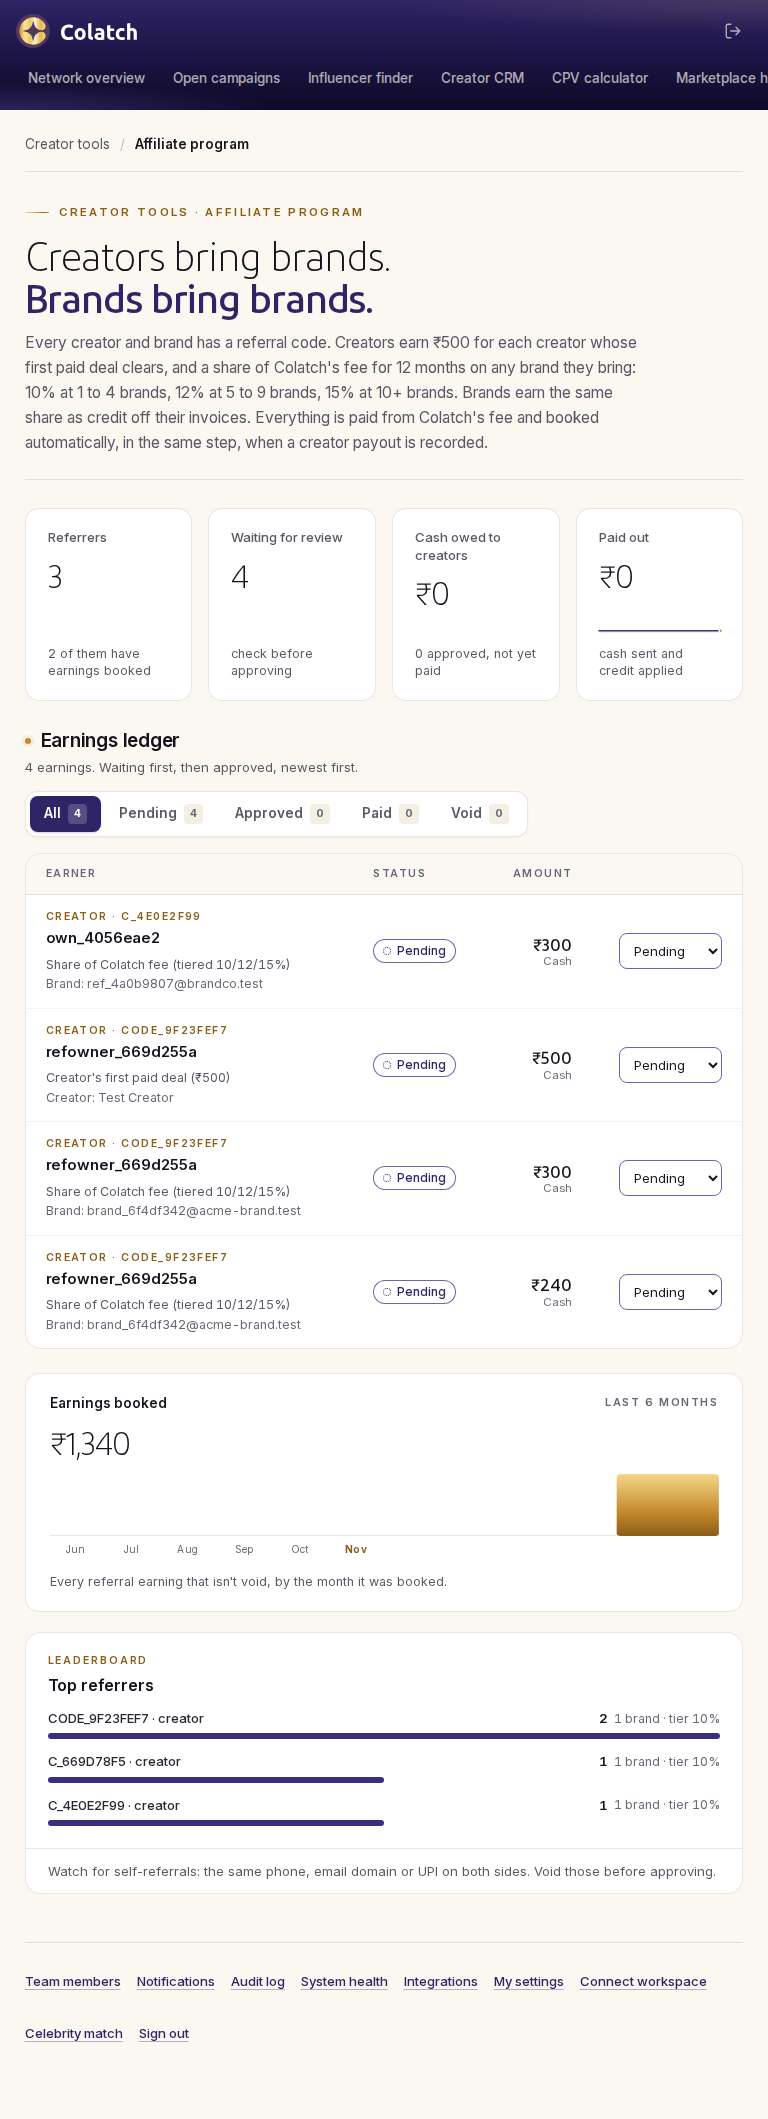 Colatch
Network overview Open campaigns Influencer finder Creator CRM CPV calculator Marketplace h
Creator tools / Affiliate program
CREATOR TOOLS · AFFILIATE PROGRAM
Creators bring brands.
Brands bring brands.
Every creator and brand has a referral code. Creators earn ₹500 for each creator whose
first paid deal clears, and a share of Colatch's fee for 12 months on any brand they bring:
10% at 1 to 4 brands, 12% at 5 to 9 brands, 15% at 10+ brands. Brands earn the same
share as credit off their invoices. Everything is paid from Colatch's fee and booked
automatically, in the same step, when a creator payout is recorded.
Referrers
3
2 of them have
earnings booked
Waiting for review
4
check before
approving
Cash owed to
creators
₹0
0 approved, not yet
paid
Paid out
₹0
cash sent and
credit applied
Earnings ledger
4 earnings. Waiting first, then approved, newest first.
All 4 Pending 4 Approved 0 Paid 0 Void 0
EARNER STATUS AMOUNT
CREATOR · C_4E0E2F99
own_4056eae2
Share of Colatch fee (tiered 10/12/15%)
Brand: ref_4a0b9807@brandco.test
Pending
₹300
Cash
Pending
CREATOR · CODE_9F23FEF7
refowner_669d255a
Creator's first paid deal (₹500)
Creator: Test Creator
Pending
₹500
Cash
Pending
CREATOR · CODE_9F23FEF7
refowner_669d255a
Share of Colatch fee (tiered 10/12/15%)
Brand: brand_6f4df342@acme-brand.test
Pending
₹300
Cash
Pending
CREATOR · CODE_9F23FEF7
refowner_669d255a
Share of Colatch fee (tiered 10/12/15%)
Brand: brand_6f4df342@acme-brand.test
Pending
₹240
Cash
Pending
Earnings booked LAST 6 MONTHS
₹1,340
Jun Jul Aug Sep Oct Nov
Every referral earning that isn't void, by the month it was booked.
LEADERBOARD
Top referrers
CODE_9F23FEF7 · creator 2 1 brand · tier 10%
C_669D78F5 · creator 1 1 brand · tier 10%
C_4E0E2F99 · creator 1 1 brand · tier 10%
Watch for self-referrals: the same phone, email domain or UPI on both sides. Void those before approving.
Team members Notifications Audit log System health Integrations My settings Connect workspace
Celebrity match Sign out